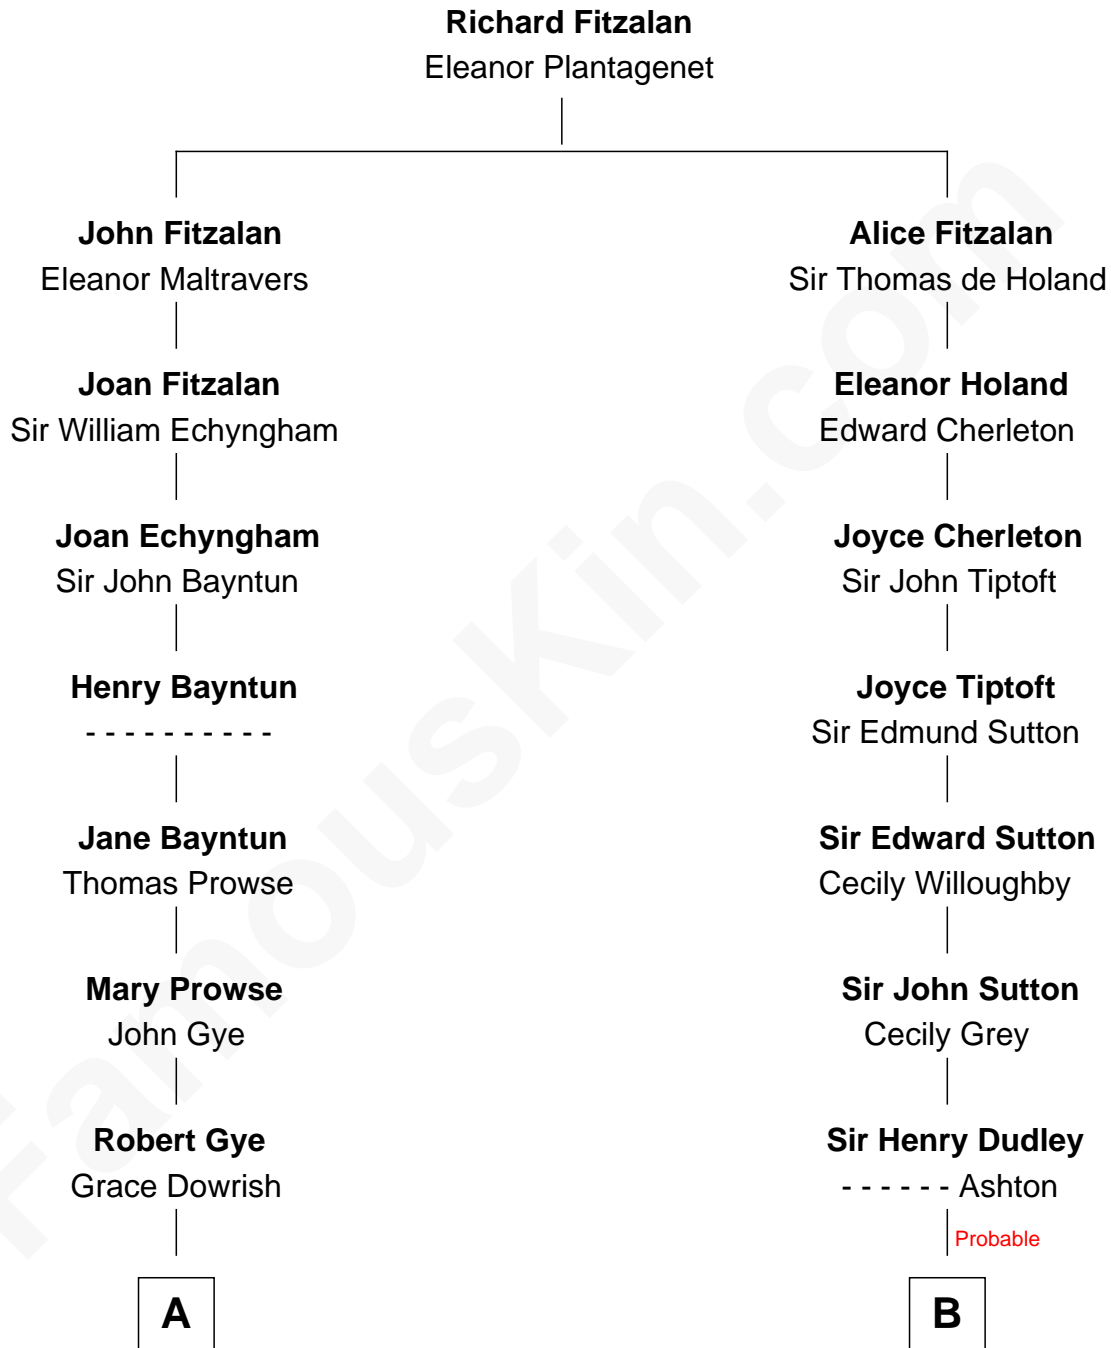 Richard Fitzalan
Eleanor Plantagenet
John Fitzalan
Eleanor Maltravers
Alice Fitzalan
Sir Thomas de Holand
Joan Fitzalan
Sir William Echyngham
Eleanor Holand
Edward Cherleton
Joan Echyngham
Sir John Bayntun
Joyce Cherleton
Sir John Tiptoft
Henry Bayntun
- - - - - - - - - -
Joyce Tiptoft
Sir Edmund Sutton
Jane Bayntun
Thomas Prowse
Sir Edward Sutton
Cecily Willoughby
Mary Prowse
John Gye
Sir John Sutton
Cecily Grey
Robert Gye
Grace Dowrish
Sir Henry Dudley
- - - - - - Ashton
Probable
A
B
FamousKin.com